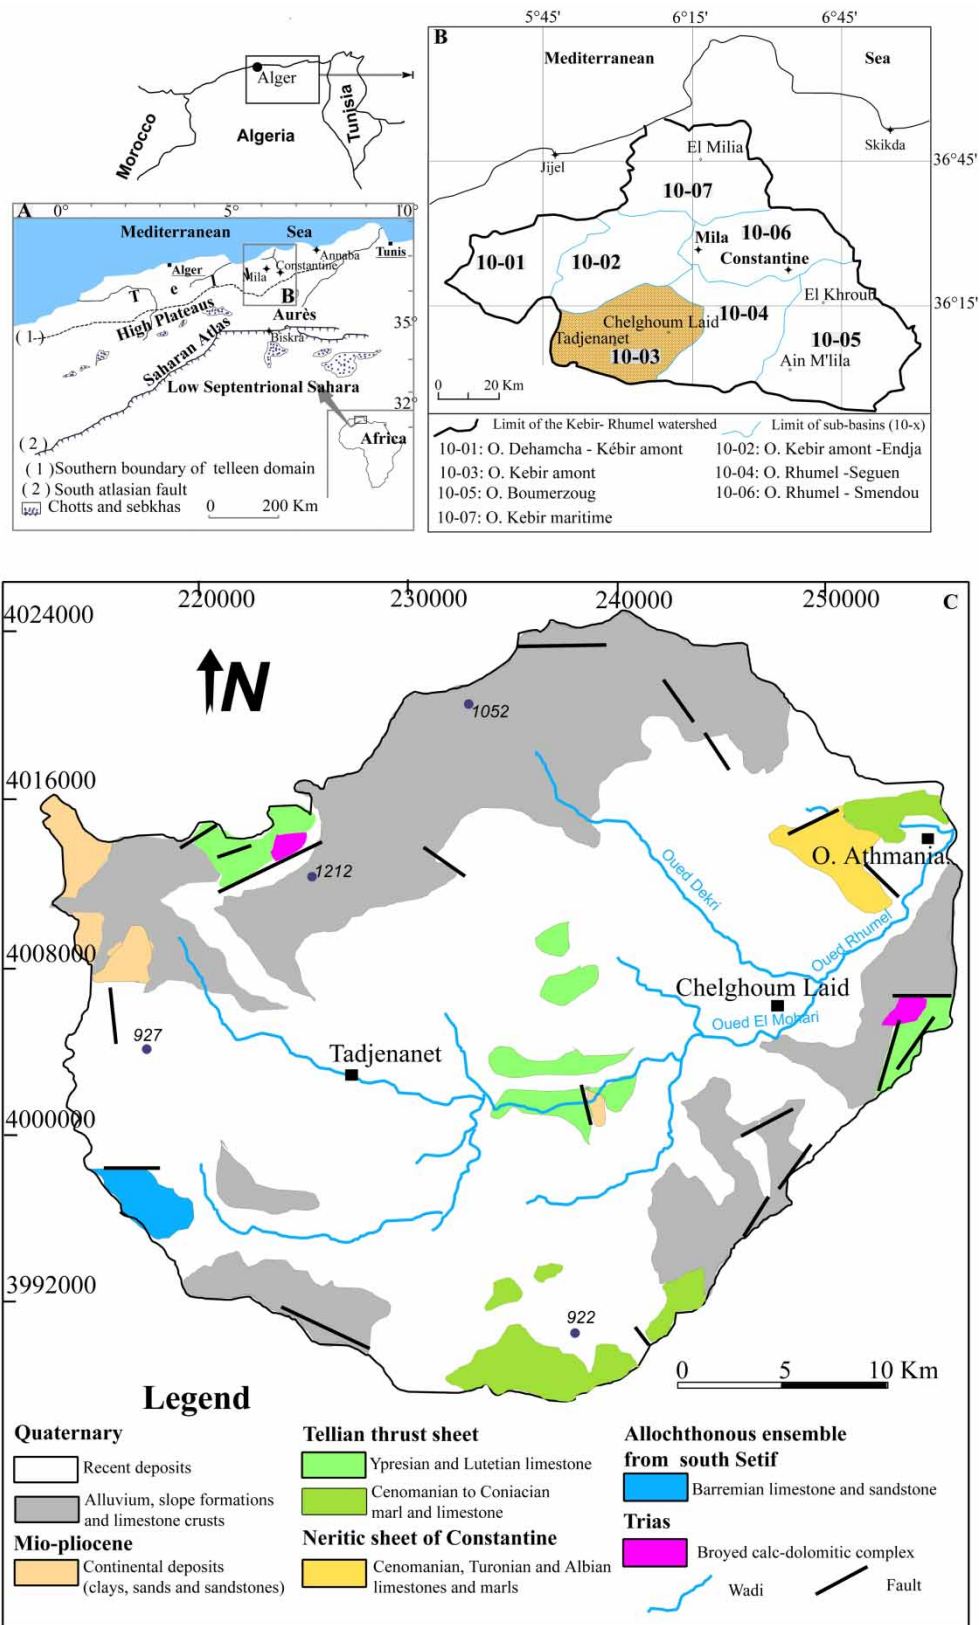 Alger
Morocco
Algeria
Tunisia
A
0°
5°
10°
Mediterranean Sea
Tunis
Annaba
Alger
Constantine
Mila
T e l l
B
High Plateaus
Aurès
( 1 )
35°
Saharan Atlas
Biskra
Low Septentrional Sahara
32°
( 2 )
Africa
( 1 ) Southern boundary of telleen domain
( 2 ) South atlasian fault
Chotts and sebkhas
0 200 Km
5°45' 6°15' 6°45'
B
Mediterranean Sea
Skikda
El Milia
Jijel
36°45'
10-07
10-06
Mila
10-01
10-02
Constantine
El Khroub
36°15'
10-04
Chelghoum Laid
Tadjenanet
10-03
10-05
Ain M'lila
0 20 Km
Limit of the Kebir- Rhumel watershed
Limit of sub-basins (10-x)
10-01: O. Dehamcha - Kébir amont
10-02: O. Kebir amont -Endja
10-03: O. Kebir amont
10-04: O. Rhumel -Seguen
10-05: O. Boumerzoug
10-06: O. Rhumel - Smendou
10-07: O. Kebir maritime
220000 230000 240000 250000
C
4024000
N
1052
4016000
O. Athmania
1212
Oued Dekri
Oued Rhumel
4008000
Chelghoum Laid
Oued El Mohari
927
Tadjenanet
4000000
3992000
922
0 5 10 Km
Legend
Quaternary
Recent deposits
Alluvium, slope formations
and limestone crusts
Mio-pliocene
Continental deposits
(clays, sands and sandstones)
Tellian thrust sheet
Ypresian and Lutetian limestone
Cenomanian to Coniacian
marl and limestone
Neritic sheet of Constantine
Cenomanian, Turonian and Albian
limestones and marls
Allochthonous ensemble
from south Setif
Barremian limestone and sandstone
Trias
Broyed calc-dolomitic complex
Wadi
Fault